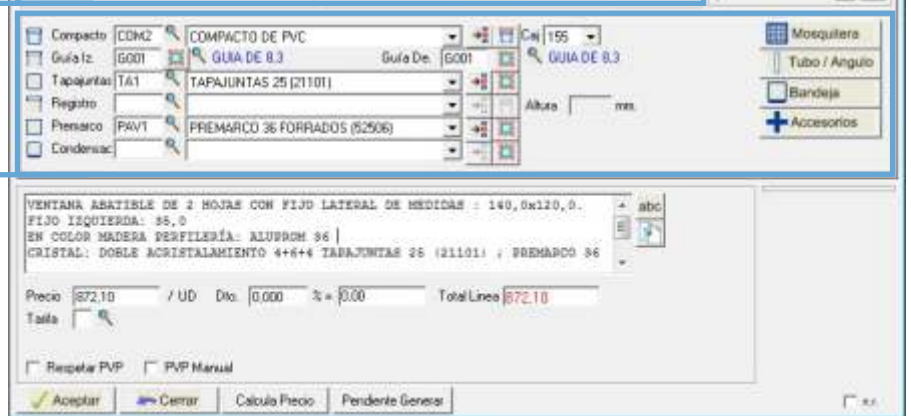 Compacto COM2 COMPACTO DE PVC Caj 155 Mosquitera
Guía Iz. G001 GUIA DE 8.3 Guía De. G001 GUIA DE 8.3 Tubo / Angulo
Tapajuntas TA1 TAPAJUNTAS 25 (21101)
Registro Altura mm. Bandeja
Premarco PAV1 PREMARCO 36 FORRADOS (52506) Accesorios
Condensac
VENTANA ABATIBLE DE 2 HOJAS CON FIJO LATERAL DE MEDIDAS : 140,0x120,0.
FIJO IZQUIERDA: 35,0
EN COLOR MADERA PERFILERÍA: ALUPROM 36
CRISTAL: DOBLE ACRISTALAMIENTO 4+6+4 TAPAJUNTAS 25 (21101) ; PREMARCO 36
abc
Precio 872,10 / UD Dto. 0,000 % = 0,00 Total Linea 872,10
Tarifa
Respetar PVP PVP Manual
Aceptar Cerrar Calcula Precio Pendente Generar